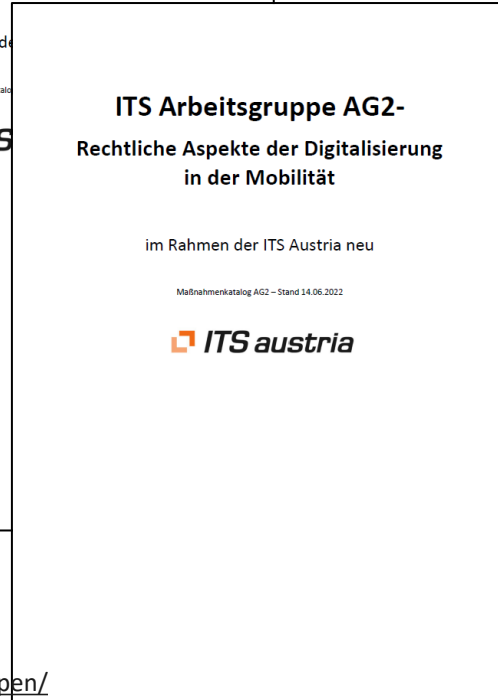 ITS Arbeitsgruppe AG2-
Rechtliche Aspekte der Digitalisierung
in der Mobilität
im Rahmen der ITS Austria neu
Maßnahmenkatalog AG2 – Stand 14.06.2022
ITS austria